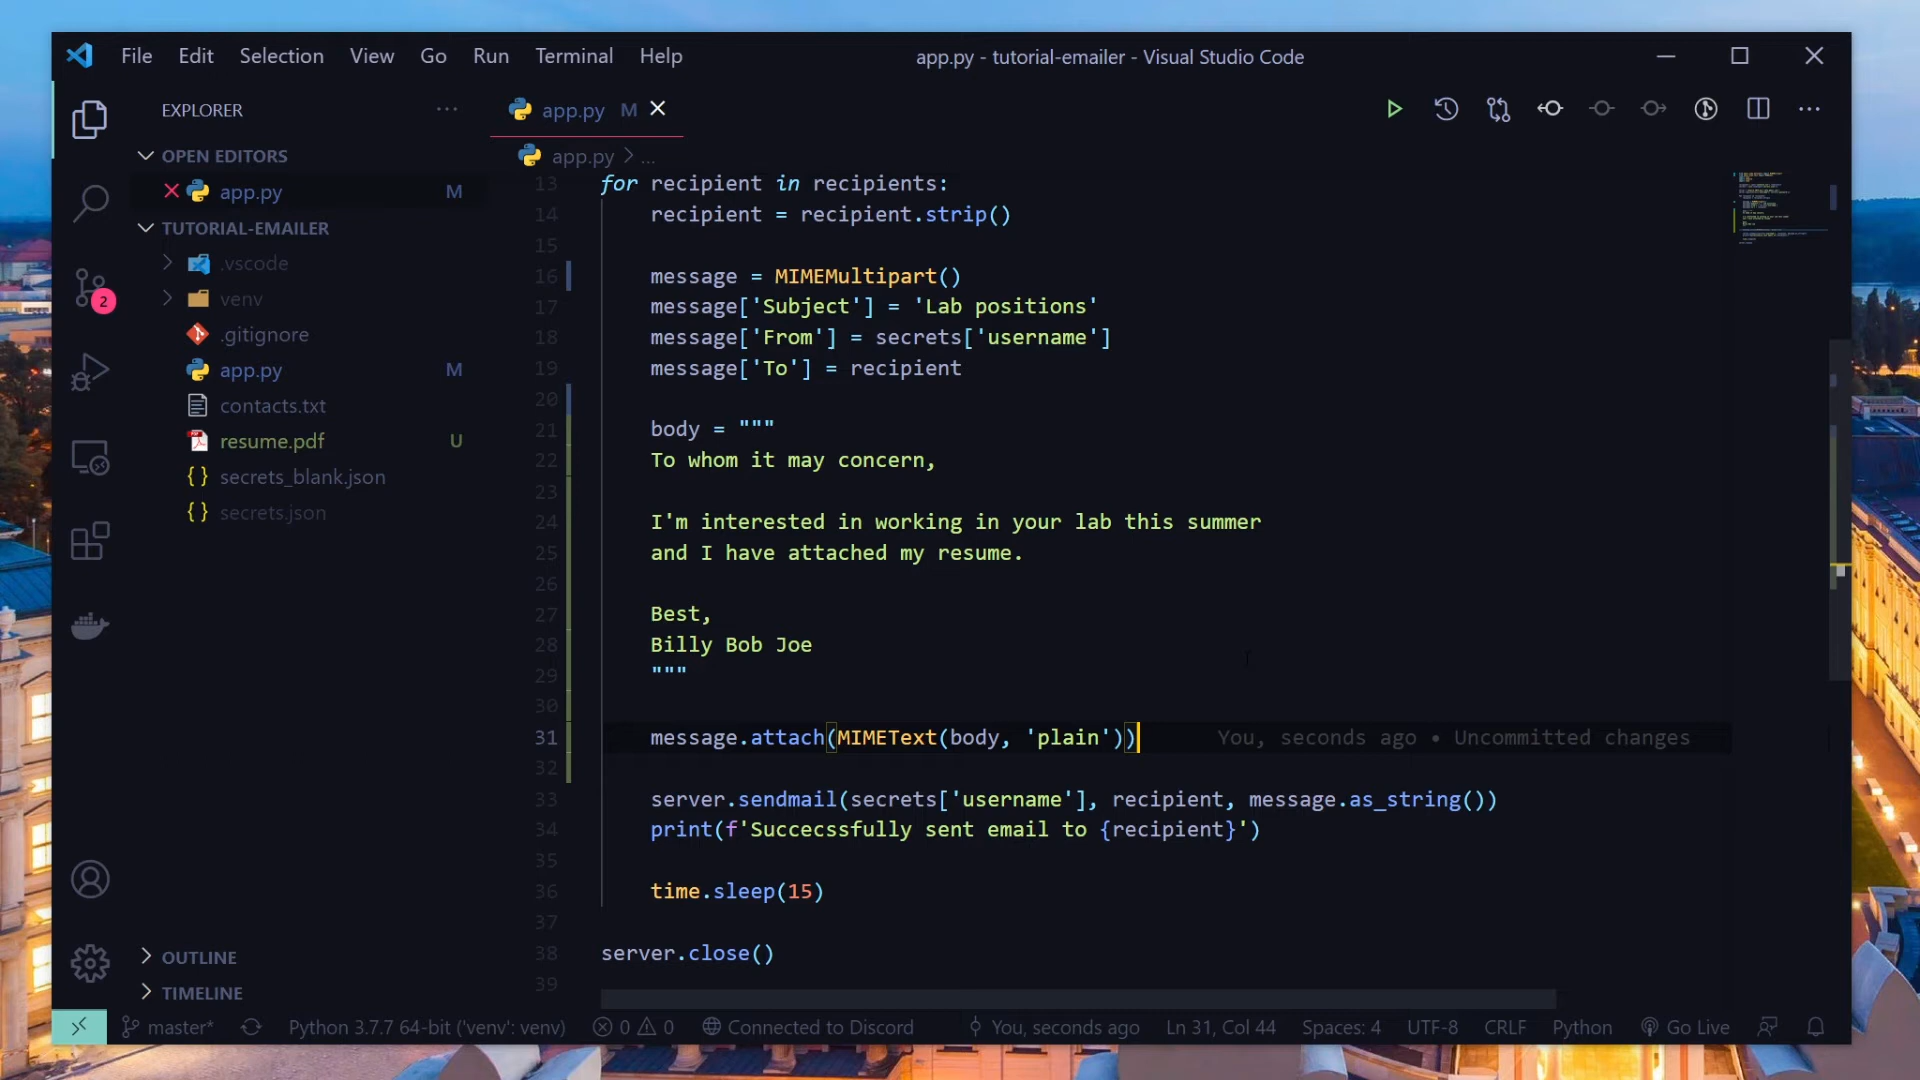 File Edit Selection View Go Run Terminal Help
app.py - tutorial-emailer - Visual Studio Code
EXPLORER
OPEN EDITORS
app.py M
TUTORIAL-EMAILER
.vscode
venv
.gitignore
app.py M
contacts.txt
resume.pdf U
secrets_blank.json
secrets.json
OUTLINE
TIMELINE
2
app.py M
app.py > ...
13 for recipient in recipients:
14 recipient = recipient.strip()
15
16 message = MIMEMultipart()
17 message['Subject'] = 'Lab positions'
18 message['From'] = secrets['username']
19 message['To'] = recipient
20
21 body = """
22 To whom it may concern,
23
24 I'm interested in working in your lab this summer
25 and I have attached my resume.
26
27 Best,
28 Billy Bob Joe
29 """
30
31 message.attach(MIMEText(body, 'plain')) You, seconds ago • Uncommitted changes
32
33 server.sendmail(secrets['username'], recipient, message.as_string())
34 print(f'Succecssfully sent email to {recipient}')
35
36 time.sleep(15)
37
38 server.close()
39
master* Python 3.7.7 64-bit ('venv': venv) 0 0 Connected to Discord You, seconds ago Ln 31, Col 44 Spaces: 4 UTF-8 CRLF Python Go Live